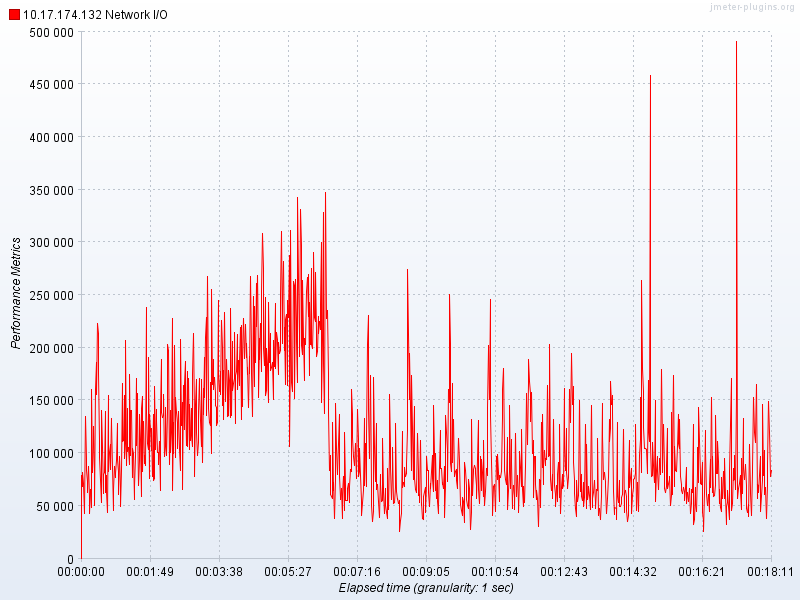 jmeter-plugins.org
10.17.174.132 Network I/O
500 000
450 000
400 000
350 000
300 000
250 000
200 000
150 000
100 000
50 000
0
Performance Metrics
00:00:00 00:01:49 00:03:38 00:05:27 00:07:16 00:09:05 00:10:54 00:12:43 00:14:32 00:16:21 00:18:11
Elapsed time (granularity: 1 sec)